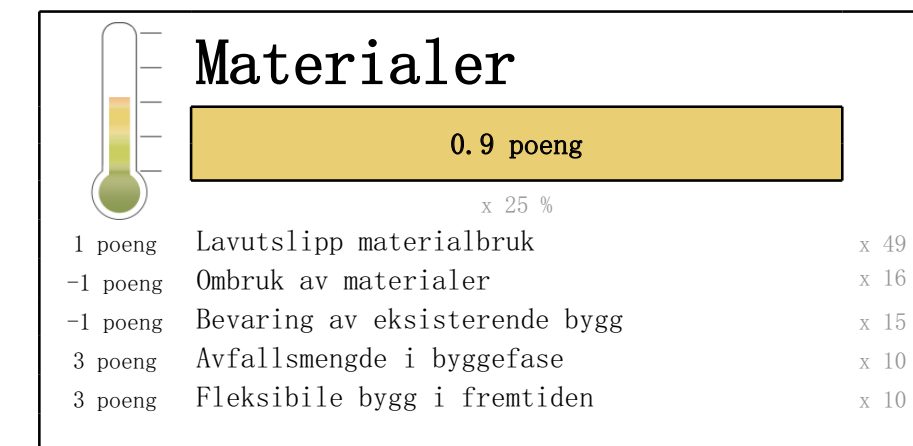 Materialer
0.9 poeng
x 25 %
1 poeng Lavutslipp materialbruk x 49
-1 poeng Ombruk av materialer x 16
-1 poeng Bevaring av eksisterende bygg x 15
3 poeng Avfallsmengde i byggefase x 10
3 poeng Fleksibile bygg i fremtiden x 10